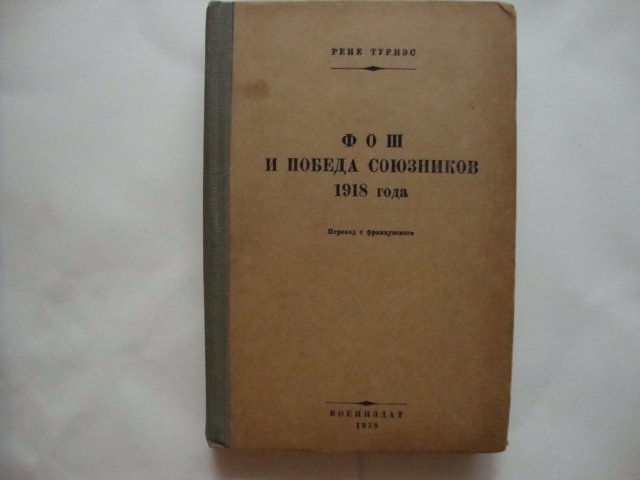 РЕНЕ ТУРНЭС
ФОШ
И ПОБЕДА СОЮЗНИКОВ
1918 года
Перевод с французского
ВОЕНИЗДАТ
1938